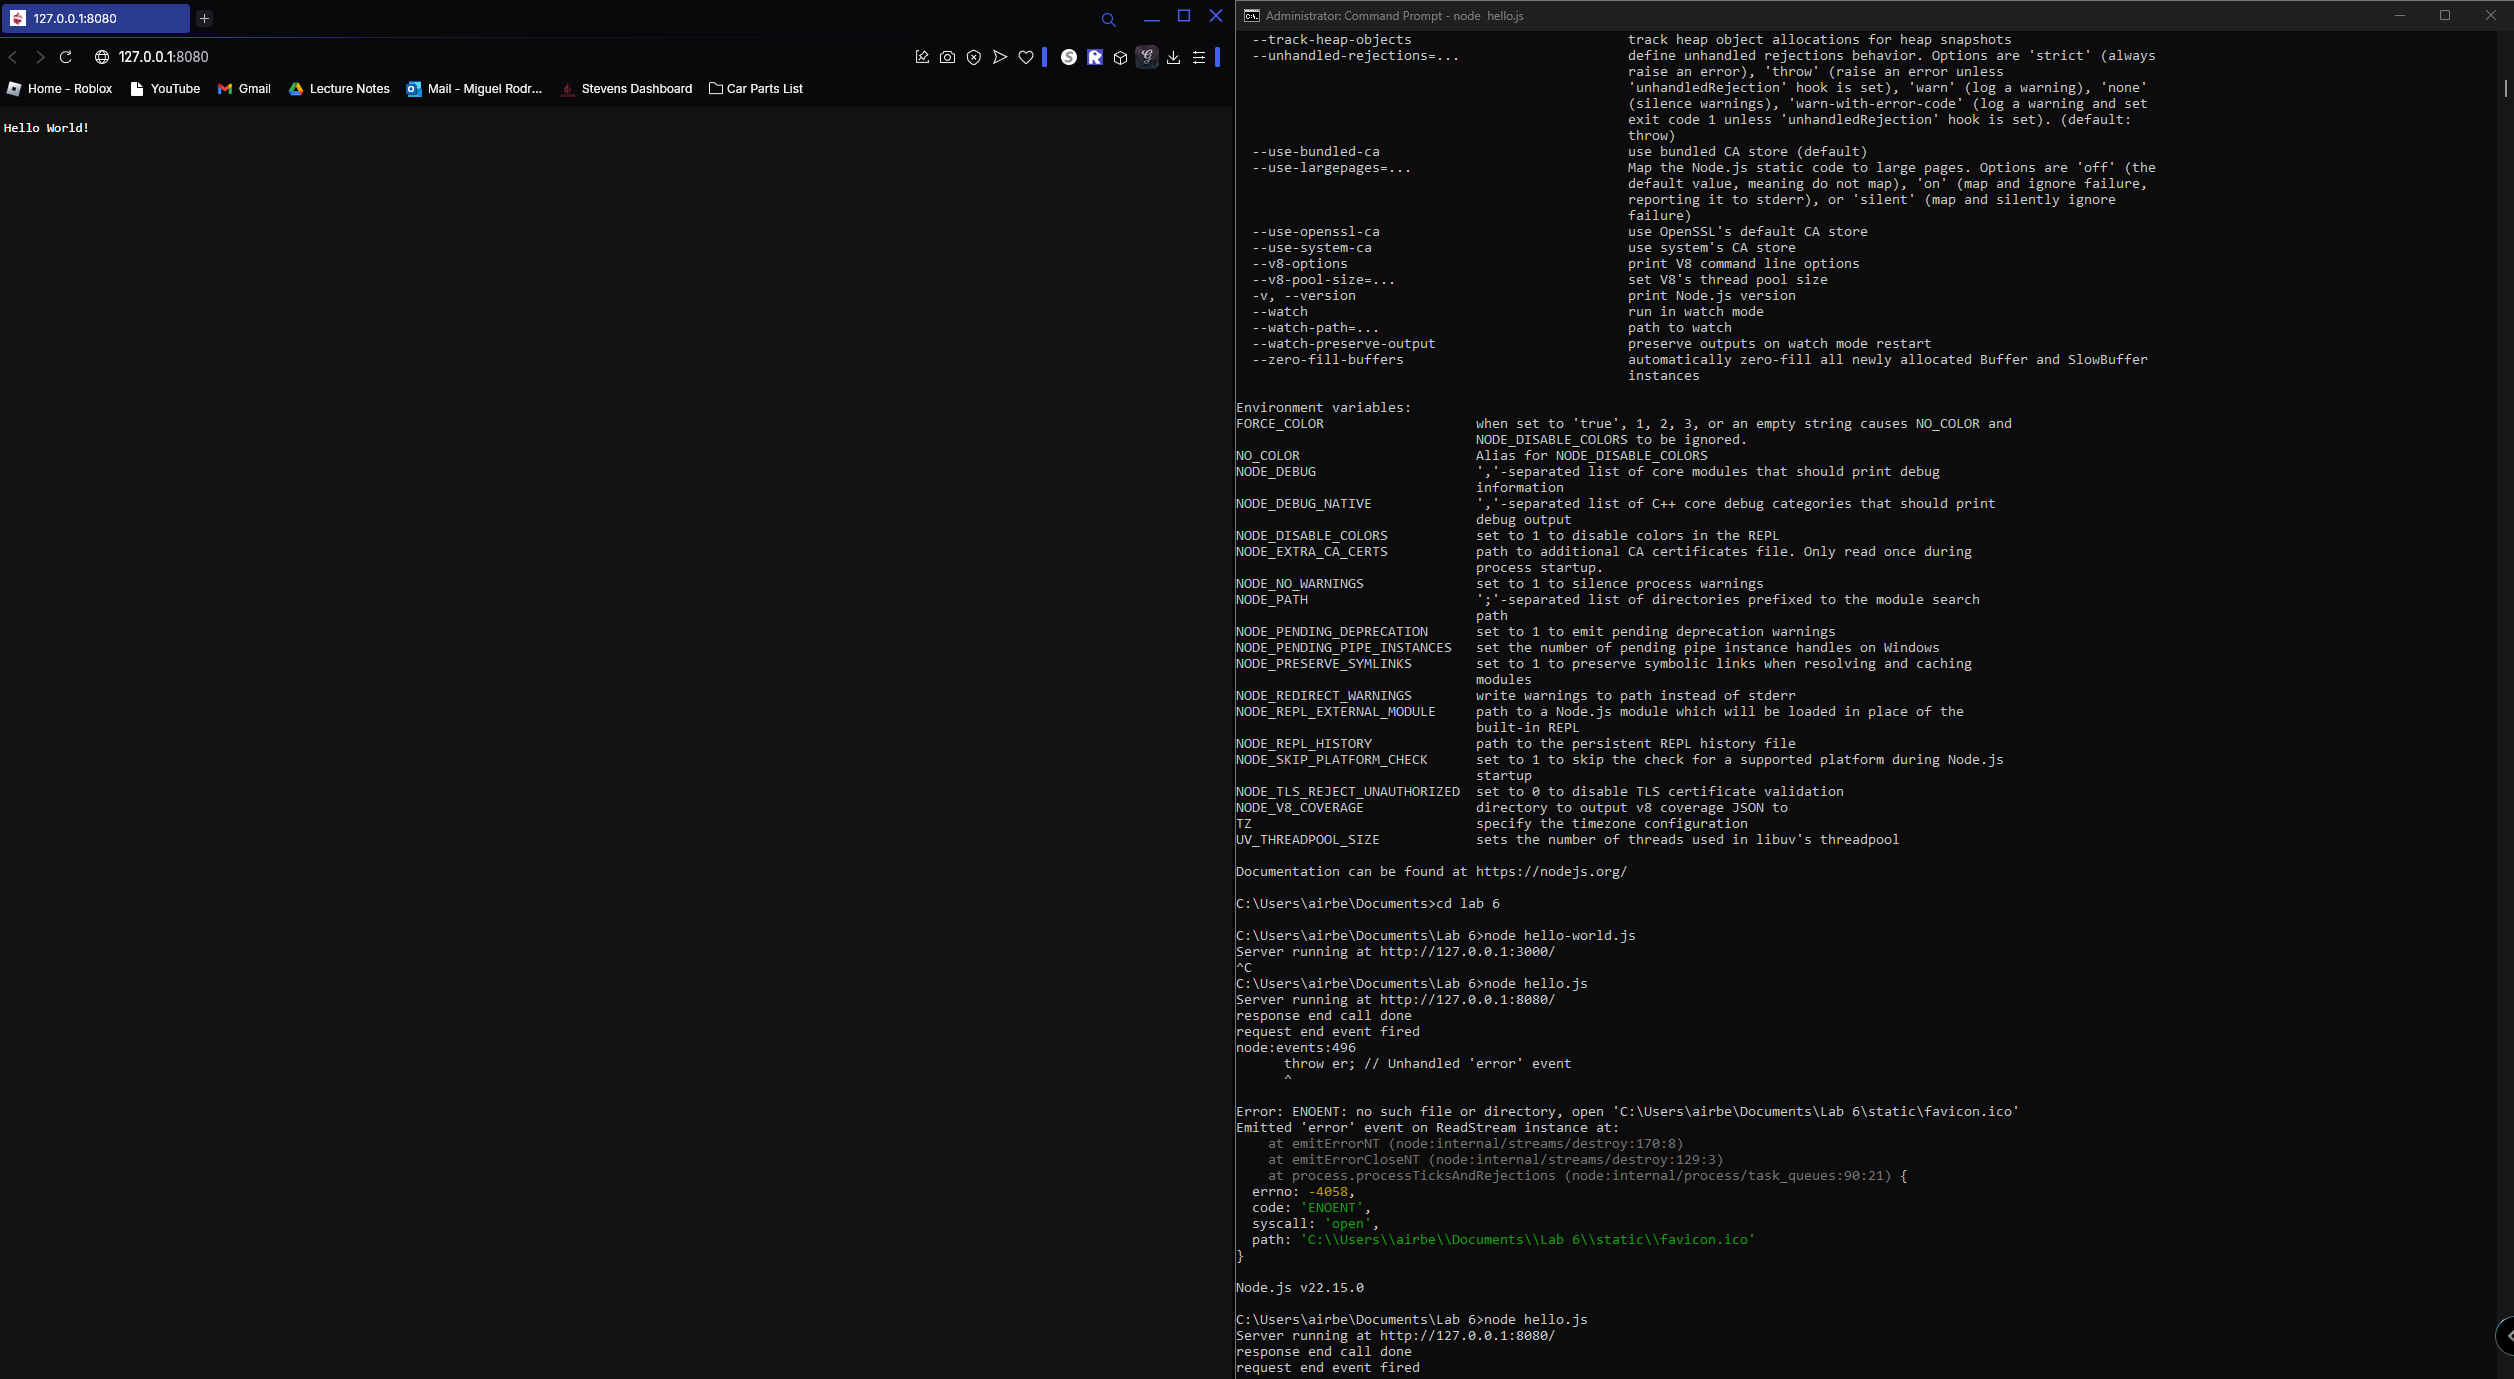 127.0.0.1:8080
127.0.0.1:8080
Home - Roblox YouTube Gmail Lecture Notes Mail - Miguel Rodr... Stevens Dashboard Car Parts List
Hello World!
Administrator: Command Prompt - node  hello.js
--track-heap-objects track heap object allocations for heap snapshots
--unhandled-rejections=... define unhandled rejections behavior. Options are 'strict' (always
raise an error), 'throw' (raise an error unless
'unhandledRejection' hook is set), 'warn' (log a warning), 'none'
(silence warnings), 'warn-with-error-code' (log a warning and set
exit code 1 unless 'unhandledRejection' hook is set). (default:
throw)
--use-bundled-ca use bundled CA store (default)
--use-largepages=... Map the Node.js static code to large pages. Options are 'off' (the
default value, meaning do not map), 'on' (map and ignore failure,
reporting it to stderr), or 'silent' (map and silently ignore
failure)
--use-openssl-ca use OpenSSL's default CA store
--use-system-ca use system's CA store
--v8-options print V8 command line options
--v8-pool-size=... set V8's thread pool size
-v, --version print Node.js version
--watch run in watch mode
--watch-path=... path to watch
--watch-preserve-output preserve outputs on watch mode restart
--zero-fill-buffers automatically zero-fill all newly allocated Buffer and SlowBuffer
instances
Environment variables:
FORCE_COLOR when set to 'true', 1, 2, 3, or an empty string causes NO_COLOR and
NODE_DISABLE_COLORS to be ignored.
NO_COLOR Alias for NODE_DISABLE_COLORS
NODE_DEBUG ','-separated list of core modules that should print debug
information
NODE_DEBUG_NATIVE ','-separated list of C++ core debug categories that should print
debug output
NODE_DISABLE_COLORS set to 1 to disable colors in the REPL
NODE_EXTRA_CA_CERTS path to additional CA certificates file. Only read once during
process startup.
NODE_NO_WARNINGS set to 1 to silence process warnings
NODE_PATH ';'-separated list of directories prefixed to the module search
path
NODE_PENDING_DEPRECATION set to 1 to emit pending deprecation warnings
NODE_PENDING_PIPE_INSTANCES set the number of pending pipe instance handles on Windows
NODE_PRESERVE_SYMLINKS set to 1 to preserve symbolic links when resolving and caching
modules
NODE_REDIRECT_WARNINGS write warnings to path instead of stderr
NODE_REPL_EXTERNAL_MODULE path to a Node.js module which will be loaded in place of the
built-in REPL
NODE_REPL_HISTORY path to the persistent REPL history file
NODE_SKIP_PLATFORM_CHECK set to 1 to skip the check for a supported platform during Node.js
startup
NODE_TLS_REJECT_UNAUTHORIZED set to 0 to disable TLS certificate validation
NODE_V8_COVERAGE directory to output v8 coverage JSON to
TZ specify the timezone configuration
UV_THREADPOOL_SIZE sets the number of threads used in libuv's threadpool
Documentation can be found at https://nodejs.org/
C:\Users\airbe\Documents>cd lab 6
C:\Users\airbe\Documents\Lab 6>node hello-world.js
Server running at http://127.0.0.1:3000/
^C
C:\Users\airbe\Documents\Lab 6>node hello.js
Server running at http://127.0.0.1:8080/
response end call done
request end event fired
node:events:496
throw er; // Unhandled 'error' event
^
Error: ENOENT: no such file or directory, open 'C:\Users\airbe\Documents\Lab 6\static\favicon.ico'
Emitted 'error' event on ReadStream instance at:
at emitErrorNT (node:internal/streams/destroy:170:8)
at emitErrorCloseNT (node:internal/streams/destroy:129:3)
at process.processTicksAndRejections (node:internal/process/task_queues:90:21) {
errno: -4058,
code: 'ENOENT',
syscall: 'open',
path: 'C:\\Users\\airbe\\Documents\\Lab 6\\static\\favicon.ico'
}
Node.js v22.15.0
C:\Users\airbe\Documents\Lab 6>node hello.js
Server running at http://127.0.0.1:8080/
response end call done
request end event fired